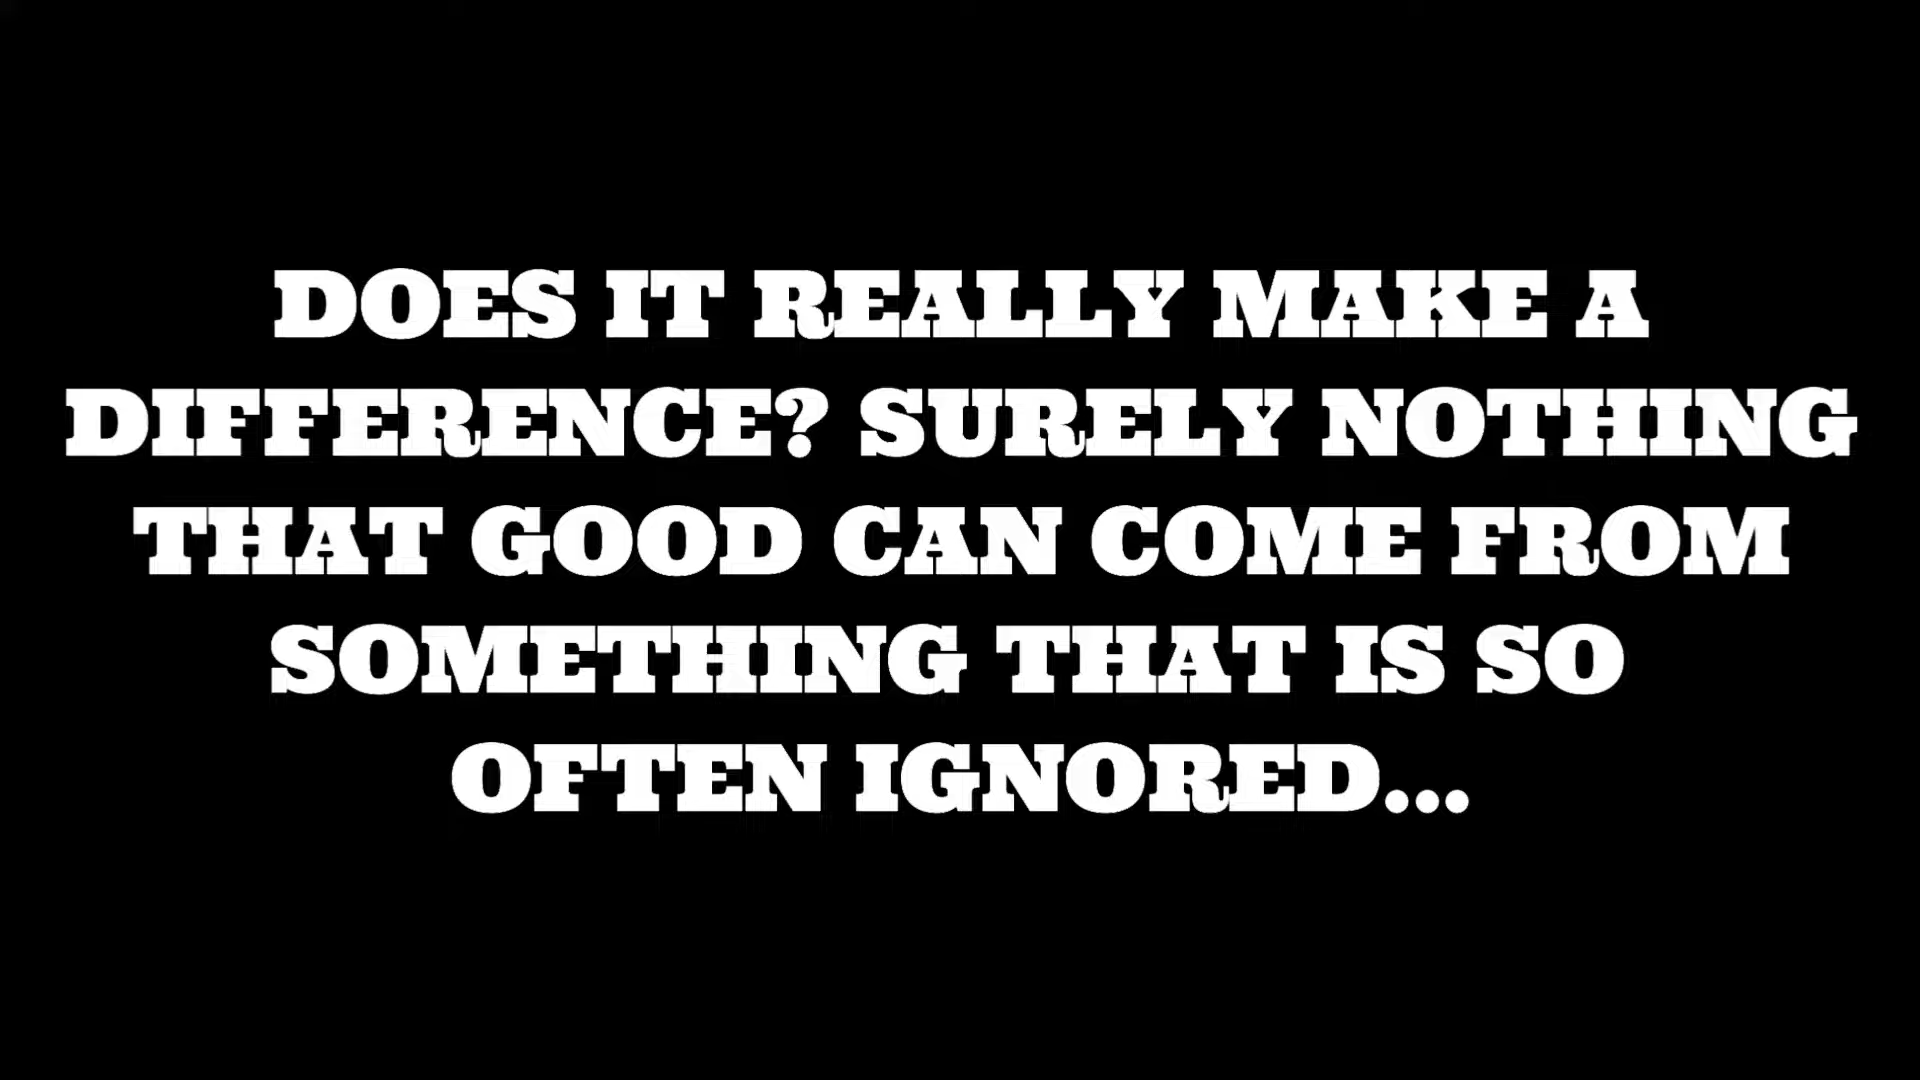 DOES IT REALLY MAKE A
DIFFERENCE? SURELY NOTHING
THAT GOOD CAN COME FROM
SOMETHING THAT IS SO
OFTEN IGNORED...